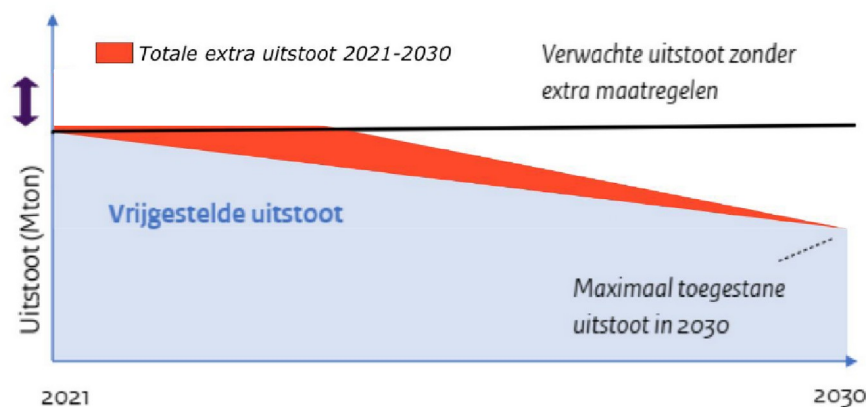 Totale extra uitstoot 2021-2030
Verwachte uitstoot zonder
extra maatregelen
Uitstoot (Mton)
Vrijgestelde uitstoot
Maximaal toegestane
uitstoot in 2030
2021
2030